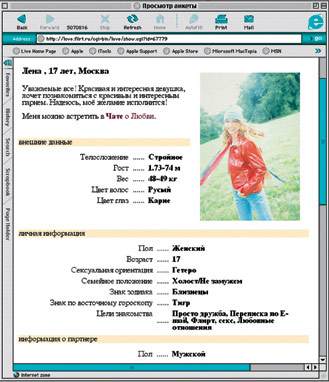 Просмотр анкеты
Back Forward 5070816 Stop Refresh Home AutoFill Print Mail
Address http://love.flirt.ru/cgi-bin/love/show.cgi?67779 go
Live Home Page Apple iTools Apple Support Apple Store Microsoft MacTopia MSN
Favorites
History
Search
Scrapbook
Page Holder
Лена , 17 лет, Москва
Уважаемые все! Красивая и интересная девушка,
хочет познакомиться с красивым и интересным
парнем. Надеюсь, моё желание исполнится!
Меня можно встретить в Чате о Любви.
внешние данные
Телосложение ...... Стройное
Рост ...... 1.73-74 м
Вес ...... 48-49 кг
Цвет волос ...... Русый
Цвет глаз ...... Карие
личная информация
Пол ...... Женский
Возраст ...... 17
Сексуальная ориентация ...... Гетеро
Семейное положение ...... Холост/Не замужем
Знак зодиака ...... Близнецы
Знак по восточному гороскопу ...... Тигр
Цели знакомства ...... Просто дружба, Переписка по E-
mail, Флирт, секс, Любовные
отношения
информация о партнере
Пол ...... Мужской
Internet zone